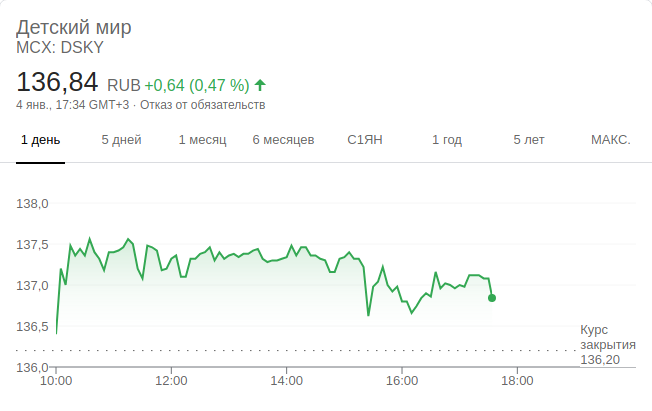 Детский мир
MCX: DSKY
136,84 RUB +0,64 (0,47 %)
4 янв., 17:34 GMT+3 · Отказ от обязательств
1 день 5 дней 1 месяц 6 месяцев С1ЯН 1 год 5 лет МАКС.
138,0
137,5
137,0
136,5
Курс
закрытия
136,20
136,0
10:00 12:00 14:00 16:00 18:00